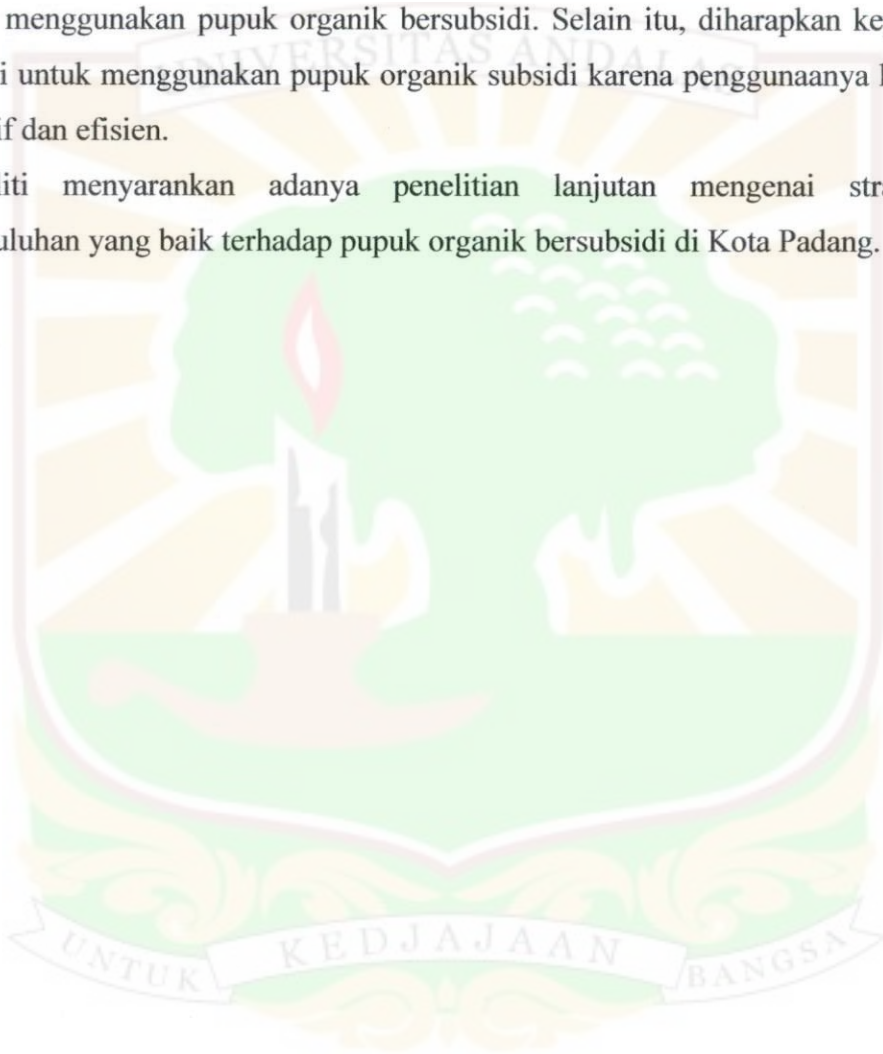 menggunakan pupuk organik bersubsidi. Selain itu, diharapkan ke
i untuk menggunakan pupuk organik subsidi karena penggunaanya l
if dan efisien.
liti menyarankan adanya penelitian lanjutan mengenai str
uluhan yang baik terhadap pupuk organik bersubsidi di Kota Padang.
UNIVERSITAS ANDALAS
UNTUK KEDJAJAAN BANGSA